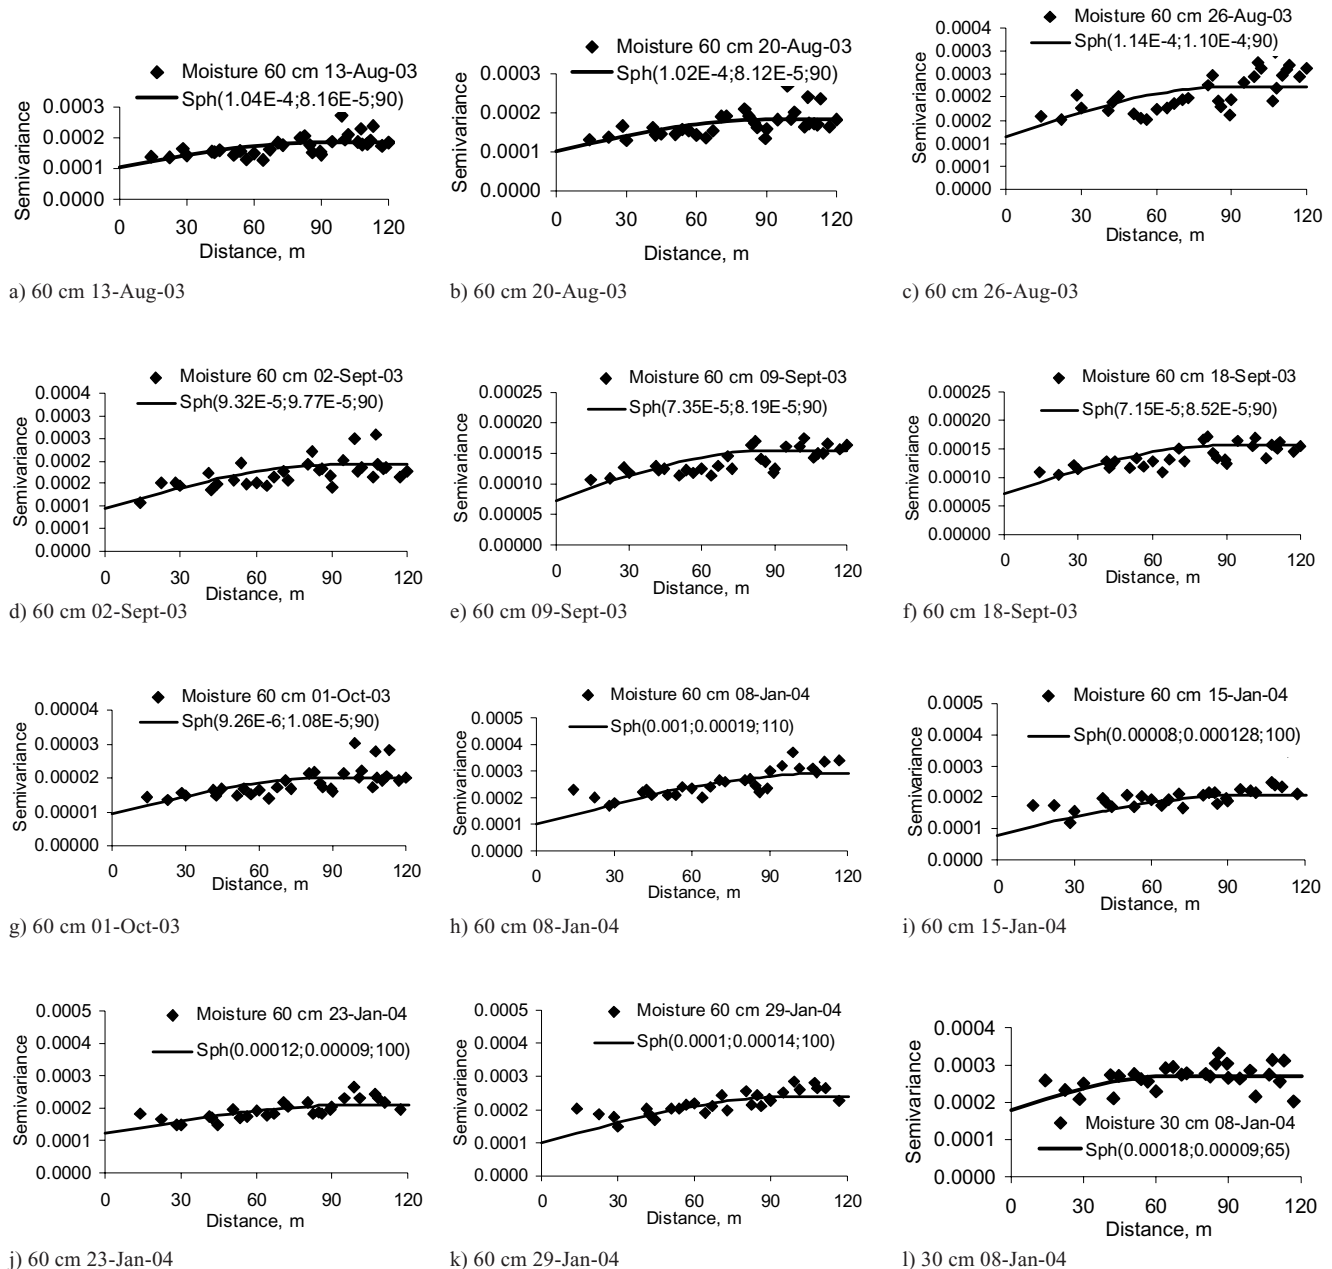 Moisture 60 cm 13-Aug-03
Sph(1.04E-4;8.16E-5;90)
Semivariance
0.0003
0.0002
0.0001
0.0000
0 30 60 90 120
Distance, m
a) 60 cm 13-Aug-03
Moisture 60 cm 20-Aug-03
Sph(1.02E-4;8.12E-5;90)
Semivariance
0.0003
0.0002
0.0001
0.0000
0 30 60 90 120
Distance, m
b) 60 cm 20-Aug-03
Moisture 60 cm 26-Aug-03
Sph(1.14E-4;1.10E-4;90)
Semivariance
0.0004
0.0003
0.0003
0.0002
0.0002
0.0001
0.0001
0.0000
0 30 60 90 120
Distance, m
c) 60 cm 26-Aug-03
Moisture 60 cm 02-Sept-03
Sph(9.32E-5;9.77E-5;90)
Semivariance
0.0004
0.0003
0.0003
0.0002
0.0002
0.0001
0.0001
0.0000
0 30 60 90 120
Distance, m
d) 60 cm 02-Sept-03
Moisture 60 cm 09-Sept-03
Sph(7.35E-5;8.19E-5;90)
Semivariance
0.00025
0.00020
0.00015
0.00010
0.00005
0.00000
0 30 60 90 120
Distance, m
e) 60 cm 09-Sept-03
Moisture 60 cm 18-Sept-03
Sph(7.15E-5;8.52E-5;90)
Semivariance
0.00025
0.00020
0.00015
0.00010
0.00005
0.00000
0 30 60 90 120
Distance, m
f) 60 cm 18-Sept-03
Moisture 60 cm 01-Oct-03
Sph(9.26E-6;1.08E-5;90)
Semivariance
0.00004
0.00003
0.00002
0.00001
0.00000
0 30 60 90 120
Distance, m
g) 60 cm 01-Oct-03
Moisture 60 cm 08-Jan-04
Sph(0.001;0.00019;110)
Semivariance
0.0005
0.0004
0.0003
0.0002
0.0001
0.0000
0 30 60 90 120
Distance, m
h) 60 cm 08-Jan-04
Moisture 60 cm 15-Jan-04
Sph(0.00008;0.000128;100)
Semivariance
0.0005
0.0004
0.0003
0.0002
0.0001
0.0000
0 30 60 90 120
Distance, m
i) 60 cm 15-Jan-04
Moisture 60 cm 23-Jan-04
Sph(0.00012;0.00009;100)
Semivariance
0.0005
0.0004
0.0003
0.0002
0.0001
0.0000
0 30 60 90 120
Distance, m
j) 60 cm 23-Jan-04
Moisture 60 cm 29-Jan-04
Sph(0.0001;0.00014;100)
Semivariance
0.0005
0.0004
0.0003
0.0002
0.0001
0.0000
0 30 60 90 120
Distance, m
k) 60 cm 29-Jan-04
Moisture 30 cm 08-Jan-04
Sph(0.00018;0.00009;65)
Semivariance
0.0004
0.0003
0.0002
0.0001
0.0000
0 30 60 90 120
Distance, m
l) 30 cm 08-Jan-04